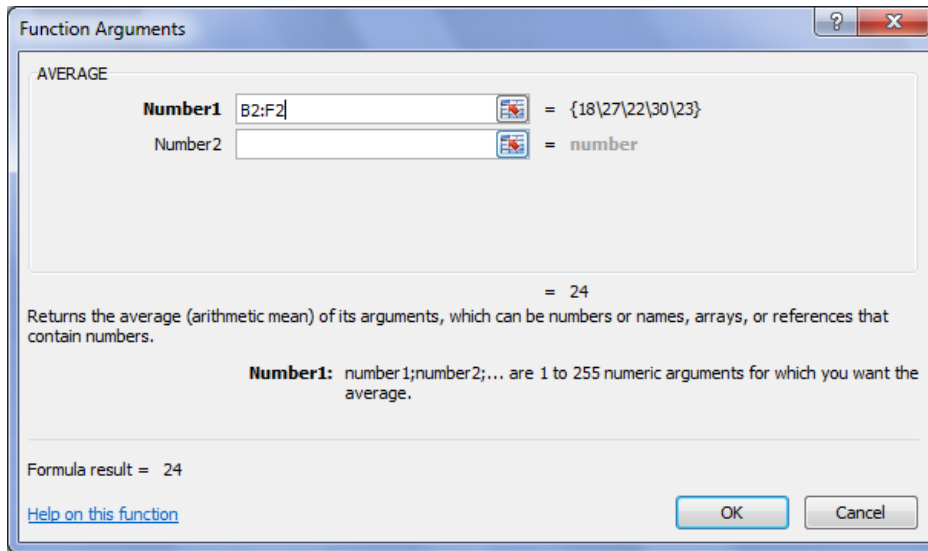 Function Arguments
AVERAGE
Number1 B2:F2 = {18\27\22\30\23}
Number2 = number
= 24
Returns the average (arithmetic mean) of its arguments, which can be numbers or names, arrays, or references that
contain numbers.
Number1: number1;number2;... are 1 to 255 numeric arguments for which you want the
average.
Formula result = 24
Help on this function
OK Cancel